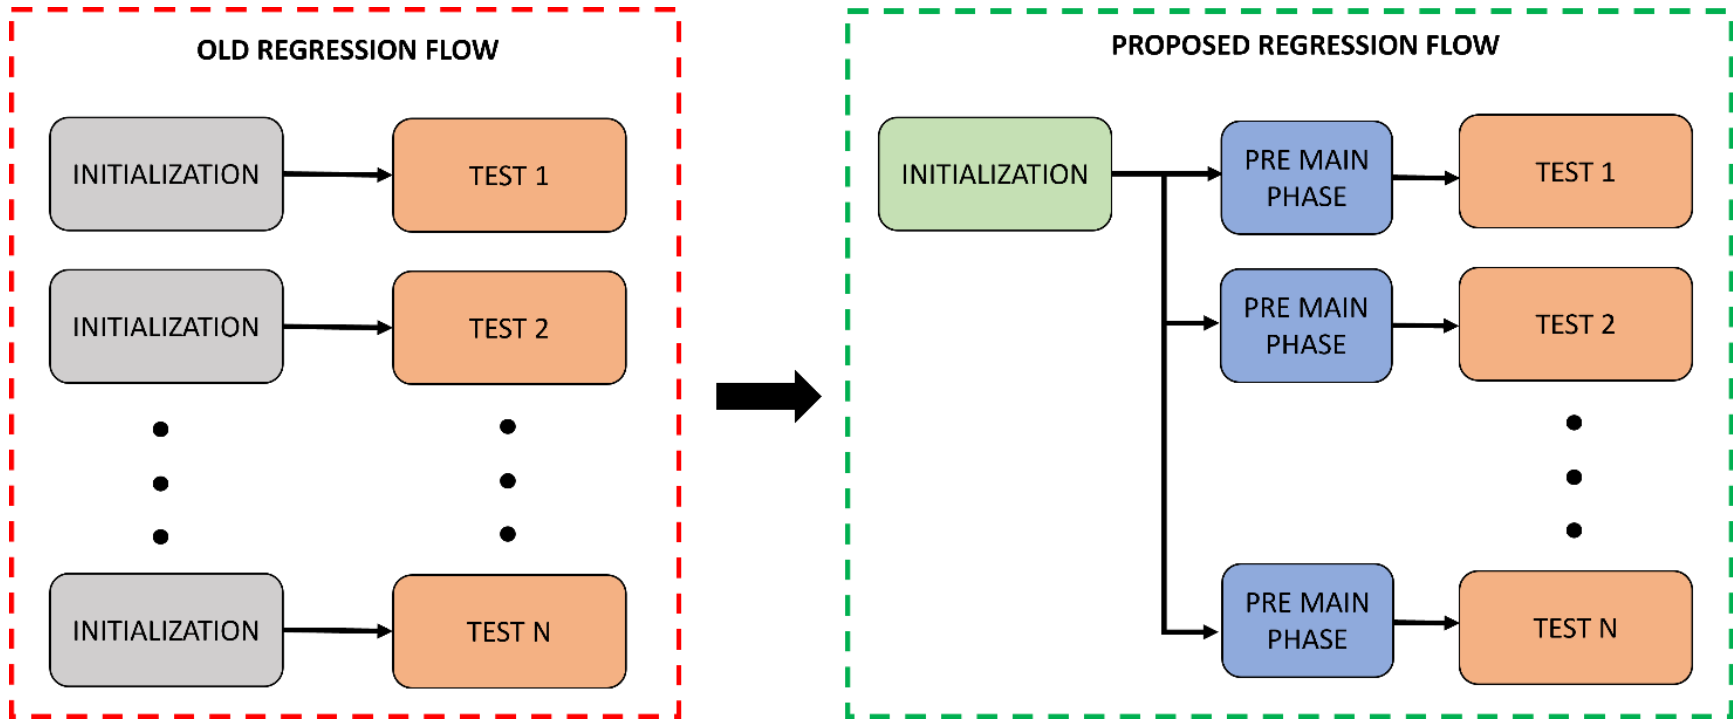 OLD REGRESSION FLOW
INITIALIZATION
TEST 1
INITIALIZATION
TEST 2
INITIALIZATION
TEST N
PROPOSED REGRESSION FLOW
INITIALIZATION
PRE MAIN
PHASE
TEST 1
PRE MAIN
PHASE
TEST 2
PRE MAIN
PHASE
TEST N